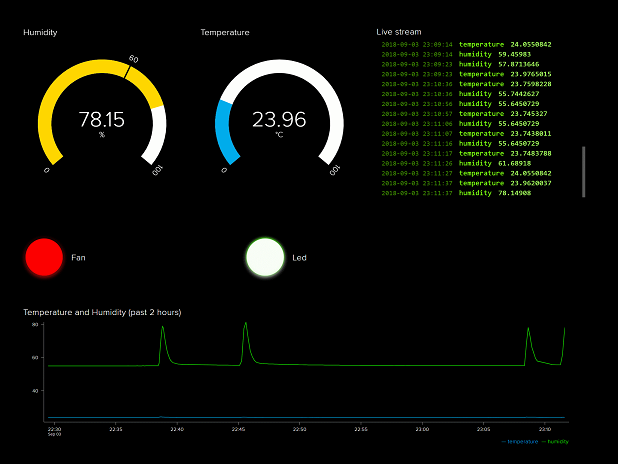 Humidity
60
78.15
%
0
100
Temperature
23.96
°C
0
100
Live stream
2018-09-03 23:09:14 temperature 24.0550842
2018-09-03 23:09:14 humidity 59.45983
2018-09-03 23:09:23 humidity 57.8713646
2018-09-03 23:09:23 temperature 23.9765015
2018-09-03 23:10:36 temperature 23.7598228
2018-09-03 23:10:36 humidity 55.7442627
2018-09-03 23:10:56 humidity 55.6450729
2018-09-03 23:10:57 temperature 23.745327
2018-09-03 23:11:06 humidity 55.6450729
2018-09-03 23:11:07 temperature 23.7438011
2018-09-03 23:11:16 humidity 55.6450729
2018-09-03 23:11:17 temperature 23.7483788
2018-09-03 23:11:26 humidity 61.68918
2018-09-03 23:11:27 temperature 24.0550842
2018-09-03 23:11:37 temperature 23.9620037
2018-09-03 23:11:37 humidity 78.14908
Fan
Led
Temperature and Humidity (past 2 hours)
80
60
40
22:30 22:35 22:40 22:45 22:50 22:55 23:00 23:05 23:10
Sep 03
temperature humidity